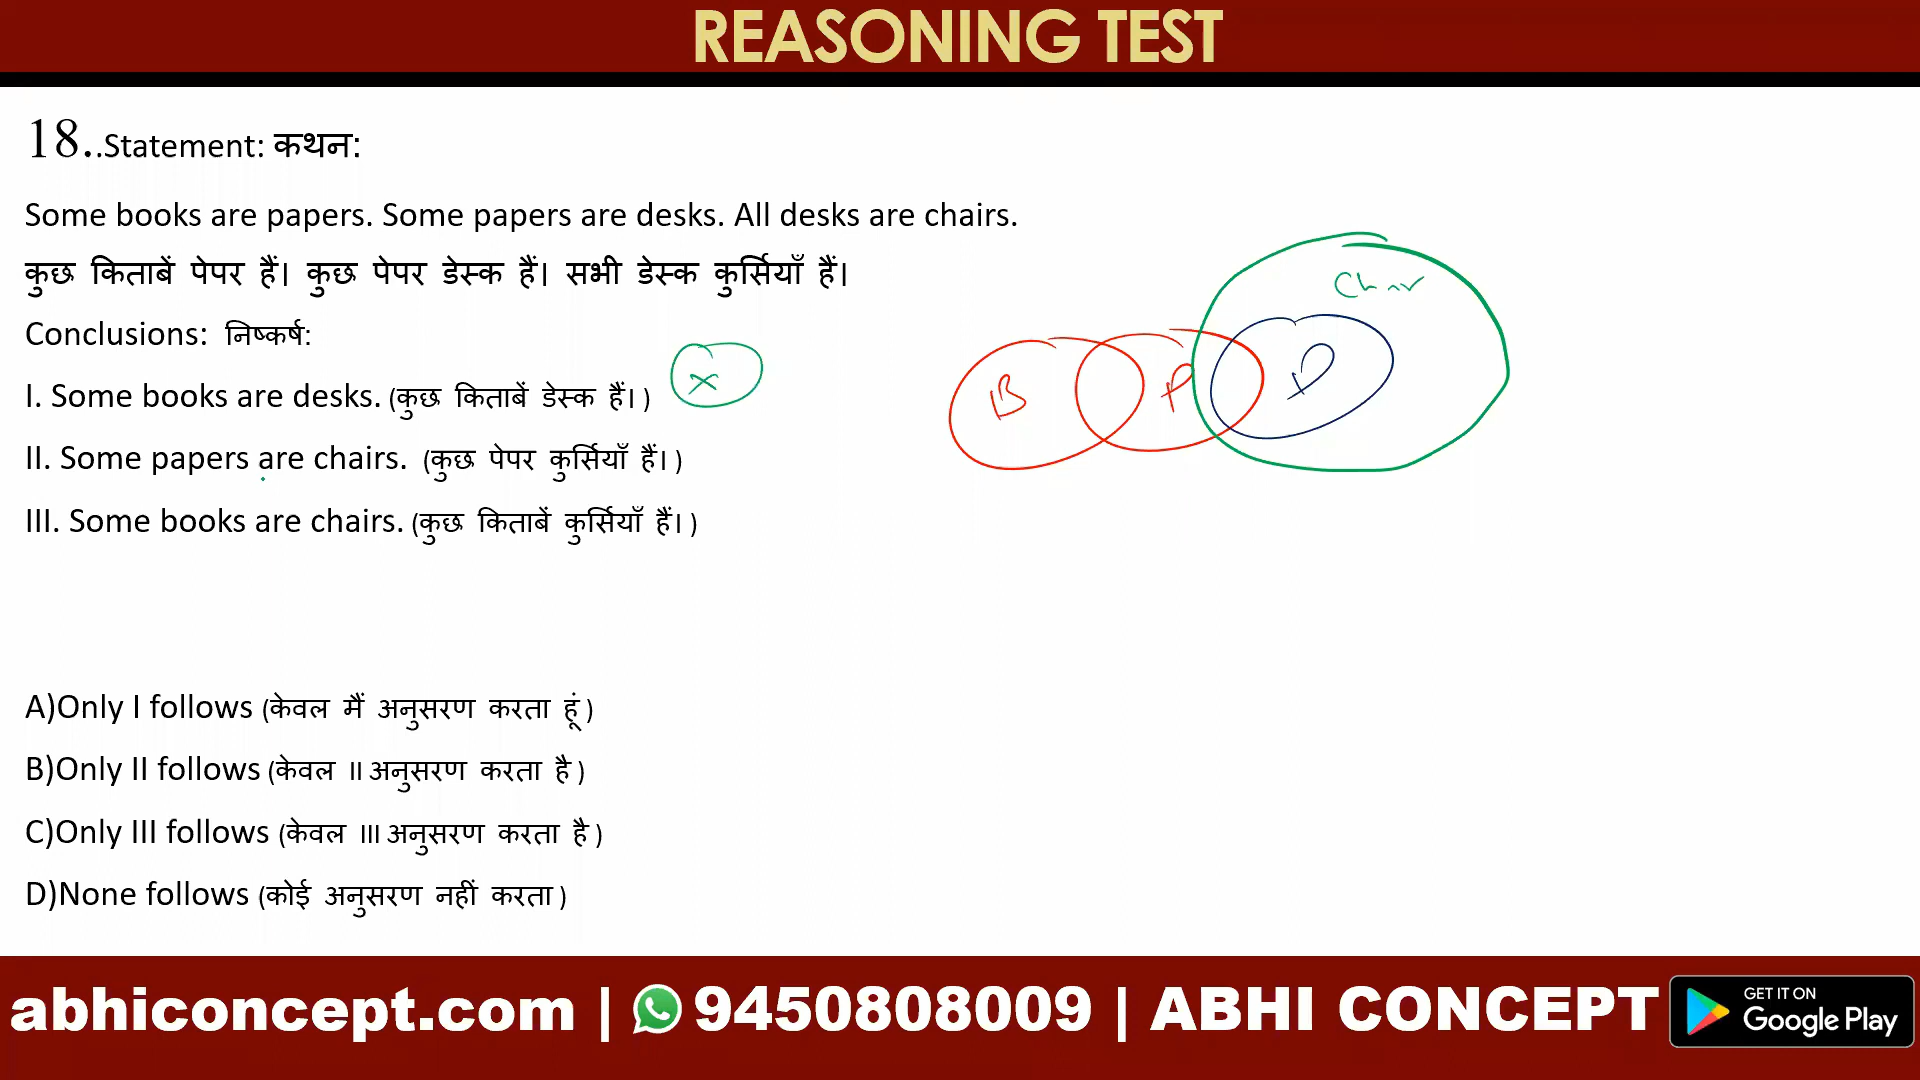 REASONING TEST
18..Statement: कथन:
Some books are papers. Some papers are desks. All desks are chairs.
कुछ किताबें पेपर हैं। कुछ पेपर डेस्क हैं। सभी डेस्क कुर्सियाँ हैं।
Conclusions: निष्कर्ष:
I. Some books are desks. (कुछ किताबें डेस्क हैं। )
II. Some papers are chairs. (कुछ पेपर कुर्सियाँ हैं। )
III. Some books are chairs. (कुछ किताबें कुर्सियाँ हैं। )
x
B P D
A)Only I follows (केवल मैं अनुसरण करता हूं )
B)Only II follows (केवल II अनुसरण करता है )
C)Only III follows (केवल III अनुसरण करता है )
D)None follows (कोई अनुसरण नहीं करता )
abhiconcept.com | 9450808009 | ABHI CONCEPT
GET IT ON
Google Play